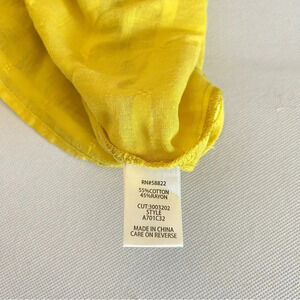 RN#58822
55%COTTON
45%RAYON
CUT:3003202
STYLE
A701C32
MADE IN CHINA
CARE ON REVERSE